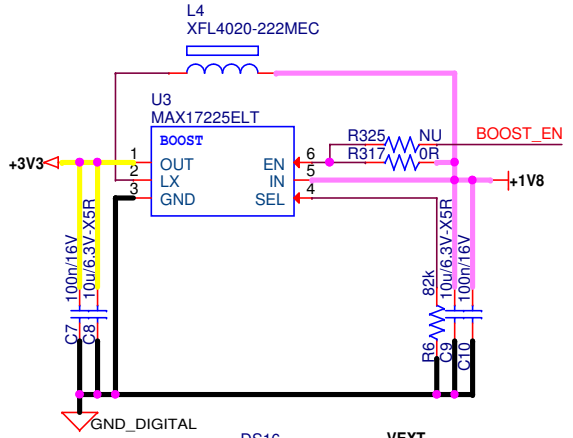 L4
XFL4020-222MEC
U3
MAX17225ELT
BOOST
R325
NU
BOOST_EN
R317
0R
+3V3
1
OUT
EN
6
2
LX
IN
5
+1V8
3
GND
SEL
4
100n/16V
10u/6.3V-X5R
82k
10u/6.3V-X5R
100n/16V
C7
C8
R6
C9
C10
GND_DIGITAL
DS16
VEXT